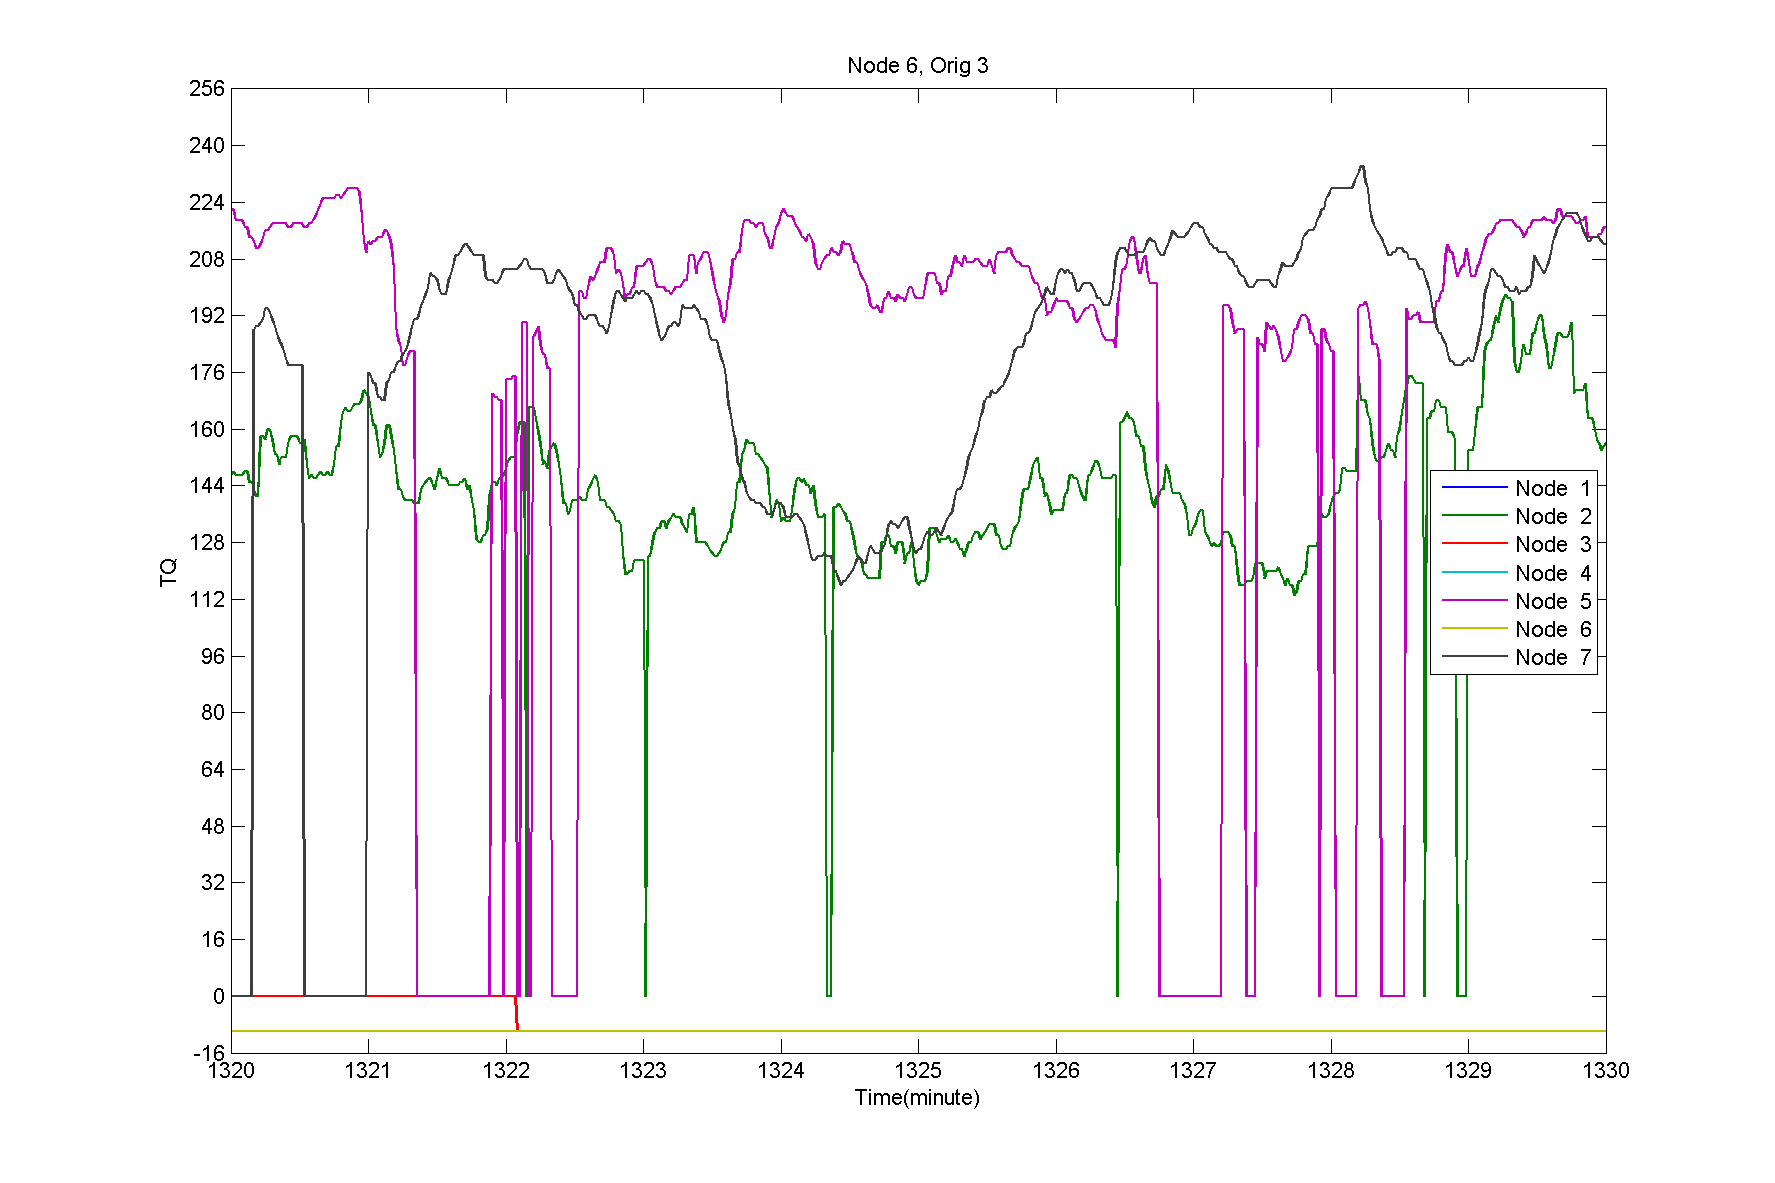 Node 6, Orig 3
256
240
224
208
192
176
160
144
128
112
96
80
64
48
32
16
0
-16
TQ
1320 1321 1322 1323 1324 1325 1326 1327 1328 1329 1330
Time(minute)
Node 1
Node 2
Node 3
Node 4
Node 5
Node 6
Node 7